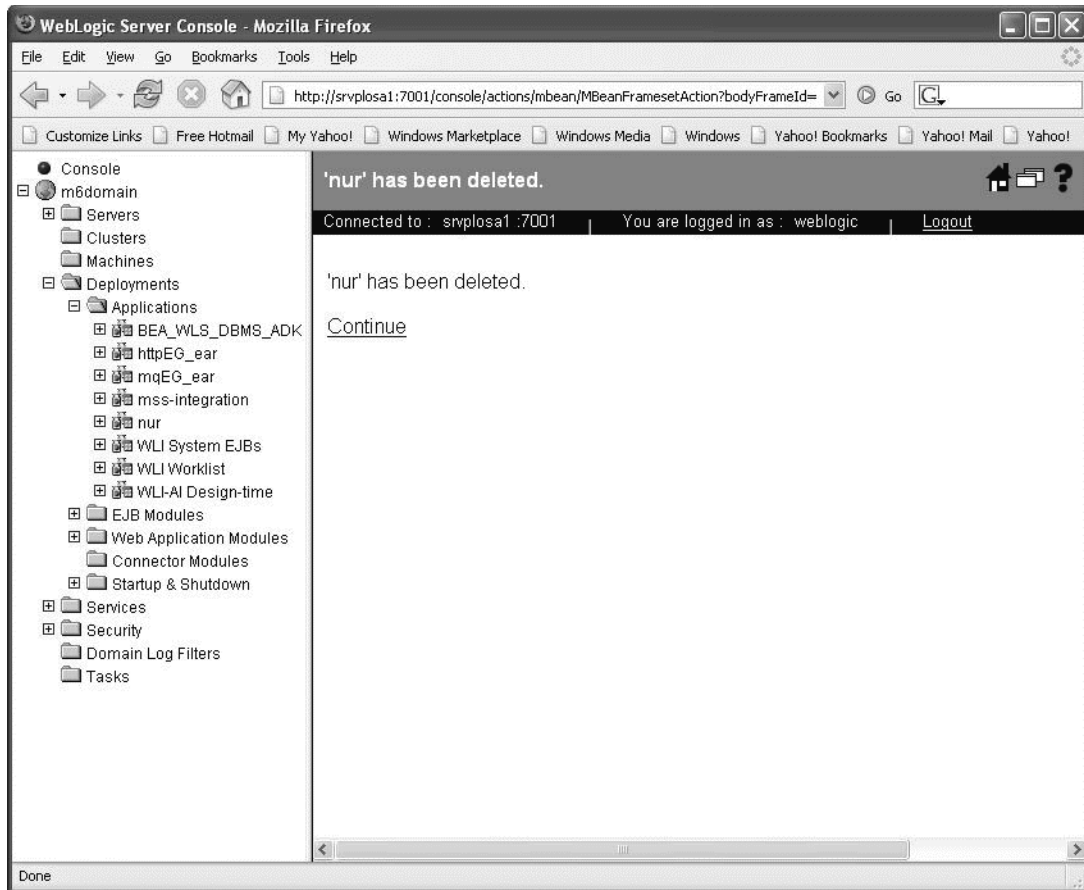 WebLogic Server Console - Mozilla Firefox
File Edit View Go Bookmarks Tools Help
http://srvplosa1:7001/console/actions/mbean/MBeanFramesetAction?bodyFrameId= Go G
Customize Links Free Hotmail My Yahoo! Windows Marketplace Windows Media Windows Yahoo! Bookmarks Yahoo! Mail Yahoo!
Console
m6domain
Servers
Clusters
Machines
Deployments
Applications
BEA_WLS_DBMS_ADK
httpEG_ear
mqEG_ear
mss-integration
nur
WLI System EJBs
WLI Worklist
WLI-AI Design-time
EJB Modules
Web Application Modules
Connector Modules
Startup & Shutdown
Services
Security
Domain Log Filters
Tasks
'nur' has been deleted.
?
Connected to : srvplosa1 :7001 You are logged in as : weblogic Logout
'nur' has been deleted.
Continue
Done